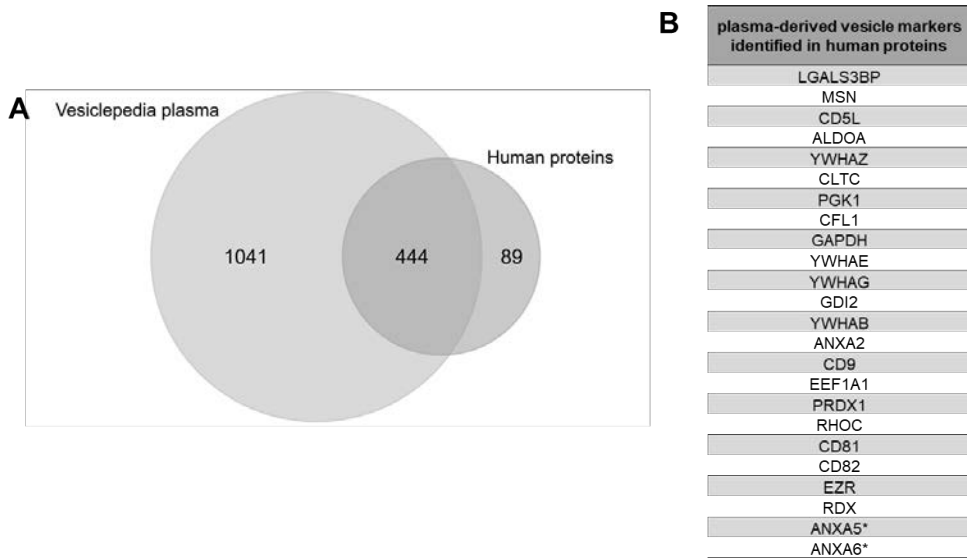 A
Vesiclepedia plasma
Human proteins
1041
444
89
B
plasma-derived vesicle markers
identified in human proteins
LGALS3BP
MSN
CD5L
ALDOA
YWHAZ
CLTC
PGK1
CFL1
GAPDH
YWHAE
YWHAG
GDI2
YWHAB
ANXA2
CD9
EEF1A1
PRDX1
RHOC
CD81
CD82
EZR
RDX
ANXA5*
ANXA6*